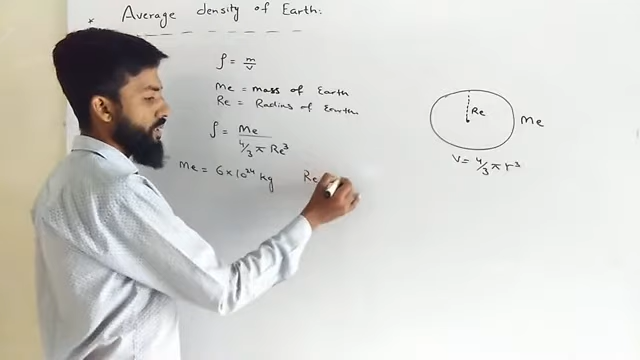 * Average density of Earth:
ρ = m/v
Me = mass of Earth
Re = Radius of Earth
ρ = Me / 4/3 π Re³
Me = 6 × 10²⁴ kg Re
Re
Me
V = 4/3 π r³